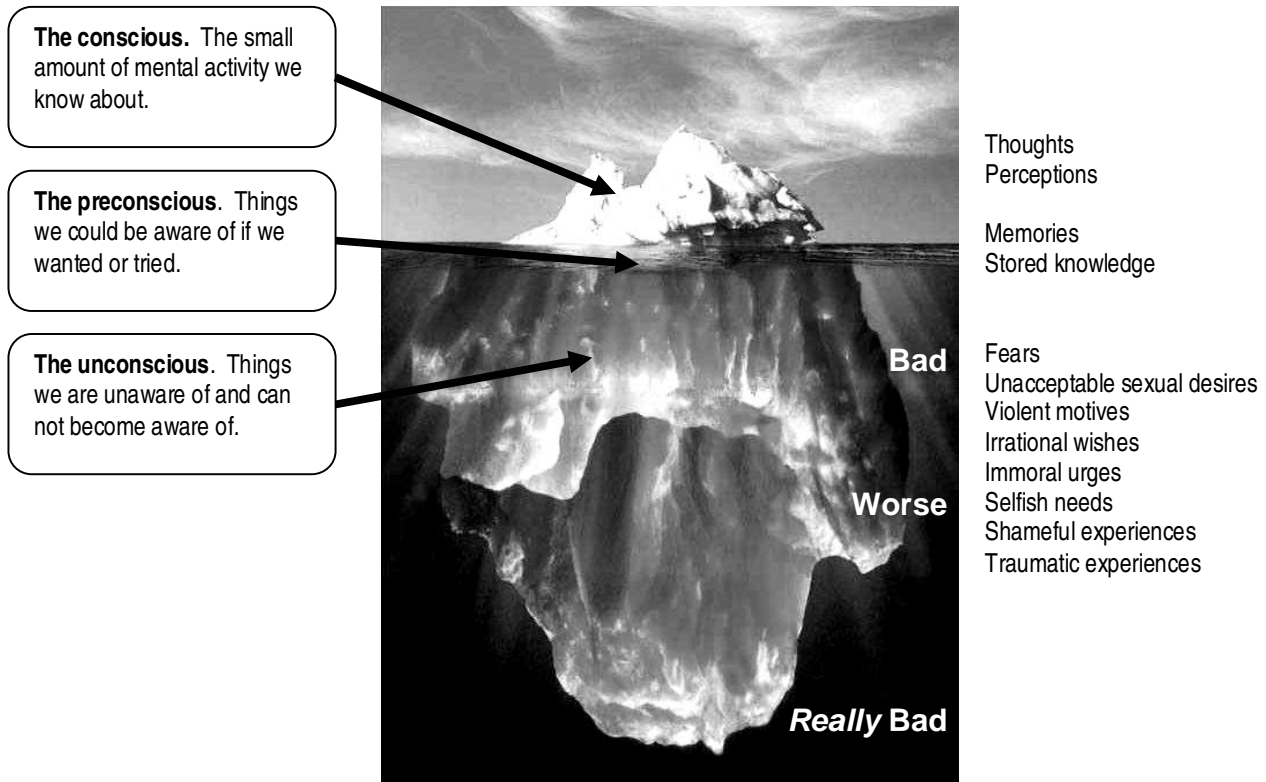 The conscious. The small
amount of mental activity we
know about.
The preconscious. Things
we could be aware of if we
wanted or tried.
The unconscious. Things
we are unaware of and can
not become aware of.
Thoughts
Perceptions
Memories
Stored knowledge
Bad
Worse
Really Bad
Fears
Unacceptable sexual desires
Violent motives
Irrational wishes
Immoral urges
Selfish needs
Shameful experiences
Traumatic experiences